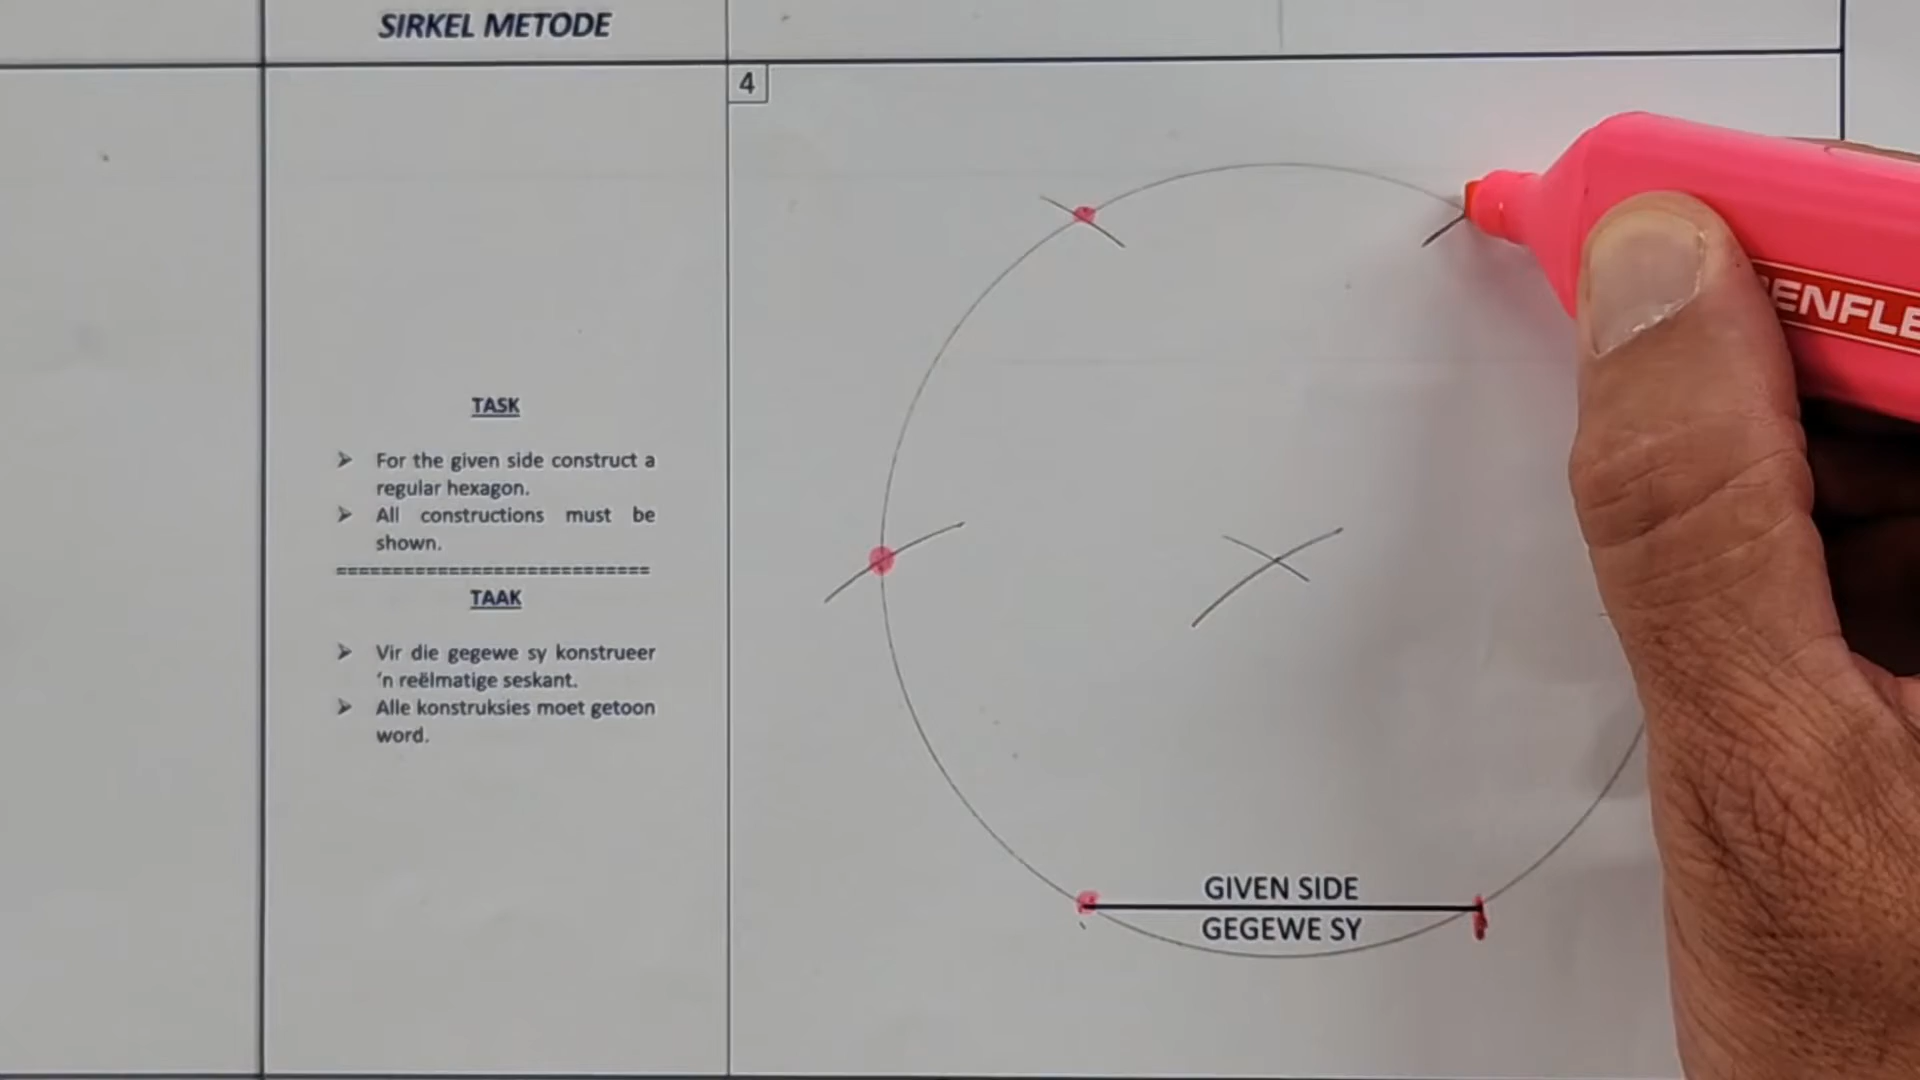 SIRKEL METODE
4
TASK
➢ For the given side construct a
regular hexagon.
➢ All constructions must be
shown.
============================
TAAK
➢ Vir die gegewe sy konstrueer
'n reëlmatige seskant.
➢ Alle konstruksies moet getoon
word.
GIVEN SIDE
GEGEWE SY